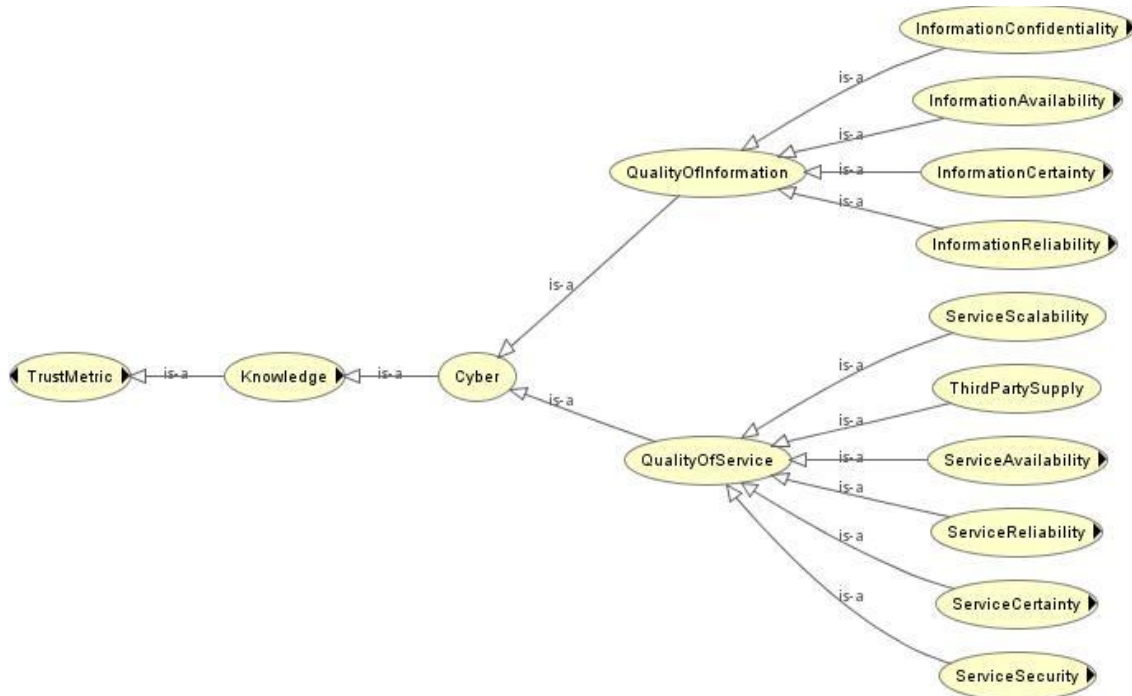 InformationConfidentiality
is-a
InformationAvailability
is-a
QualityOfInformation
is-a
InformationCertainty
is-a
InformationReliability
is-a
ServiceScalability
is-a
TrustMetric
is-a
Knowledge
is-a
Cyber
is-a
ThirdPartySupply
is-a
is-a
QualityOfService
is-a
ServiceAvailability
is-a
ServiceReliability
is-a
ServiceCertainty
is-a
ServiceSecurity